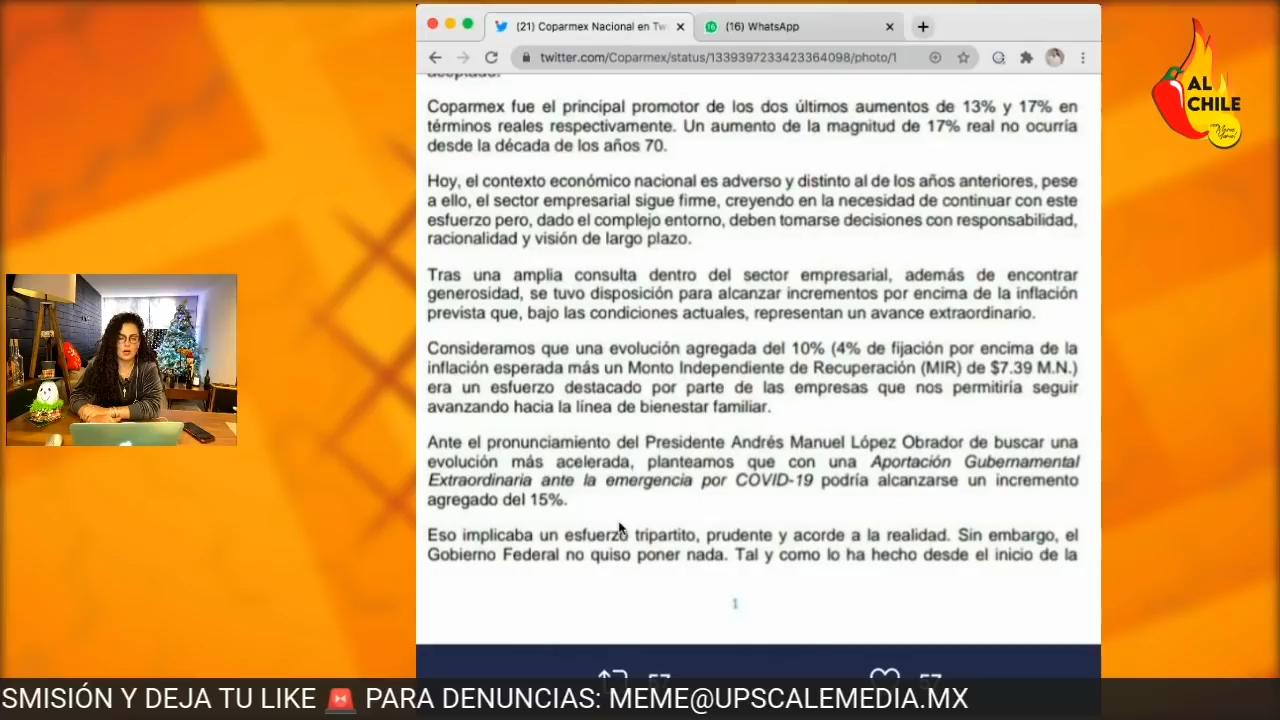 (21) Coparmex Nacional en Tw
(16) WhatsApp
twitter.com/Coparmex/status/1339397233423364098/photo/1
AL
CHILE
Coparmex fue el principal promotor de los dos últimos aumentos de 13% y 17% en
términos reales respectivamente. Un aumento de la magnitud de 17% real no ocurría
desde la década de los años 70.
Hoy, el contexto económico nacional es adverso y distinto al de los años anteriores, pese
a ello, el sector empresarial sigue firme, creyendo en la necesidad de continuar con este
esfuerzo pero, dado el complejo entorno, deben tomarse decisiones con responsabilidad,
racionalidad y visión de largo plazo.
Tras una amplia consulta dentro del sector empresarial, además de encontrar
generosidad, se tuvo disposición para alcanzar incrementos por encima de la inflación
prevista que, bajo las condiciones actuales, representan un avance extraordinario.
Consideramos que una evolución agregada del 10% (4% de fijación por encima de la
inflación esperada más un Monto Independiente de Recuperación (MIR) de $7.39 M.N.)
era un esfuerzo destacado por parte de las empresas que nos permitiría seguir
avanzando hacia la línea de bienestar familiar.
Ante el pronunciamiento del Presidente Andrés Manuel López Obrador de buscar una
evolución más acelerada, planteamos que con una Aportación Gubernamental
Extraordinaria ante la emergencia por COVID-19 podría alcanzarse un incremento
agregado del 15%.
Eso implicaba un esfuerzo tripartito, prudente y acorde a la realidad. Sin embargo, el
Gobierno Federal no quiso poner nada. Tal y como lo ha hecho desde el inicio de la
1
57 57
SMISIÓN Y DEJA TU LIKE 🚨 PARA DENUNCIAS: MEME@UPSCALEMEDIA.MX